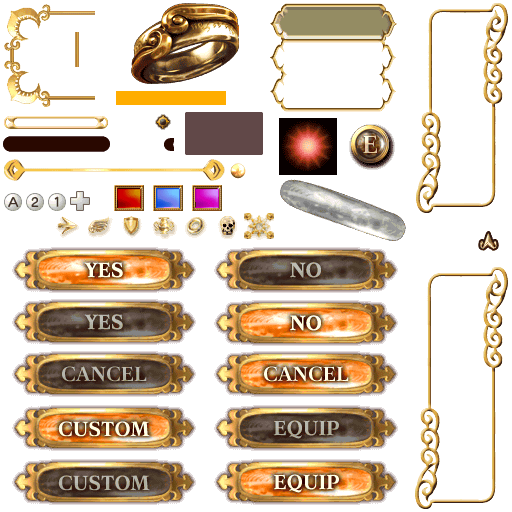 E
A 2 1
YES NO
YES NO
CANCEL CANCEL
CUSTOM EQUIP
CUSTOM EQUIP